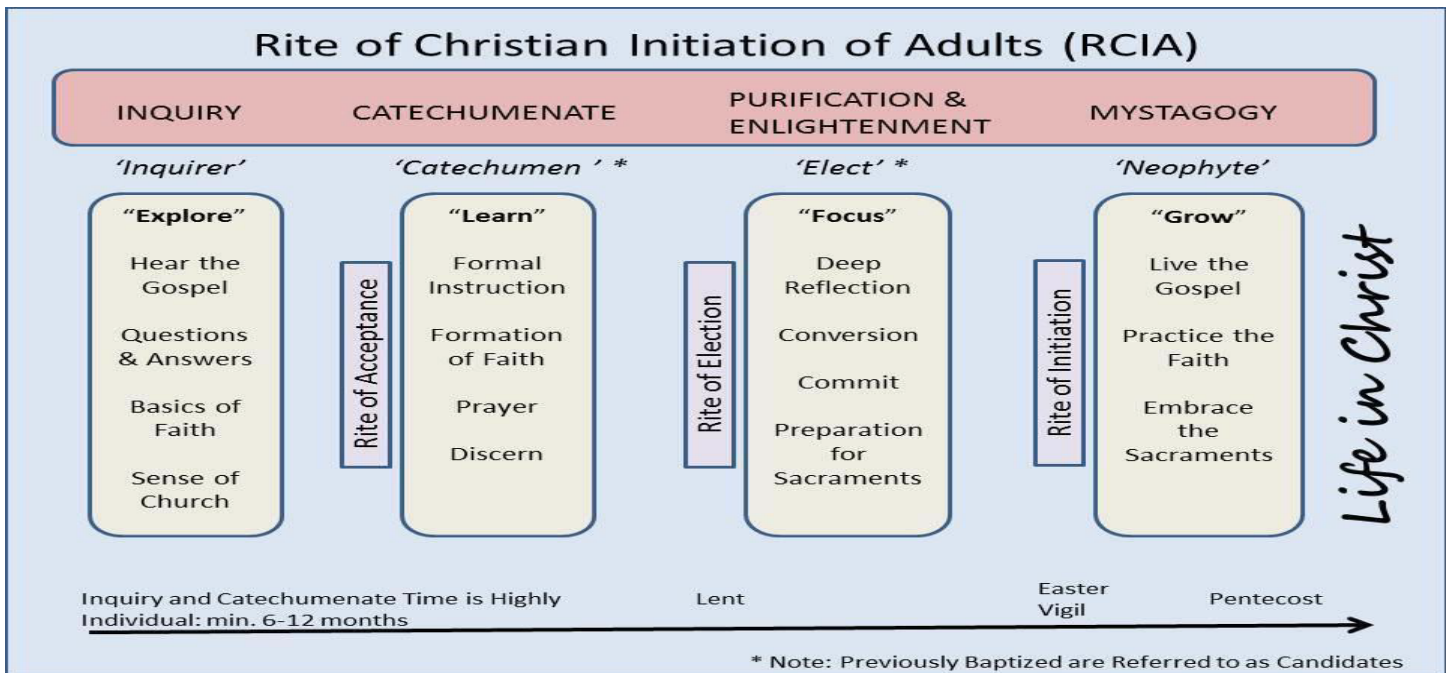 Rite of Christian Initiation of Adults (RCIA)
INQUIRY
CATECHUMENATE
PURIFICATION &
ENLIGHTENMENT
MYSTAGOGY
‘Inquirer’
‘Catechumen ’ *
‘Elect’ *
‘Neophyte’
“Explore”
Hear the
Gospel
Questions
& Answers
Basics of
Faith
Sense of
Church
Rite of Acceptance
“Learn”
Formal
Instruction
Formation
of Faith
Prayer
Discern
Rite of Election
“Focus”
Deep
Reflection
Conversion
Commit
Preparation
for
Sacraments
Rite of Initiation
“Grow”
Live the
Gospel
Practice the
Faith
Embrace
the
Sacraments
Life in Christ
Inquiry and Catechumenate Time is Highly
Individual: min. 6-12 months
Lent
Easter
Vigil
Pentecost
* Note: Previously Baptized are Referred to as Candidates